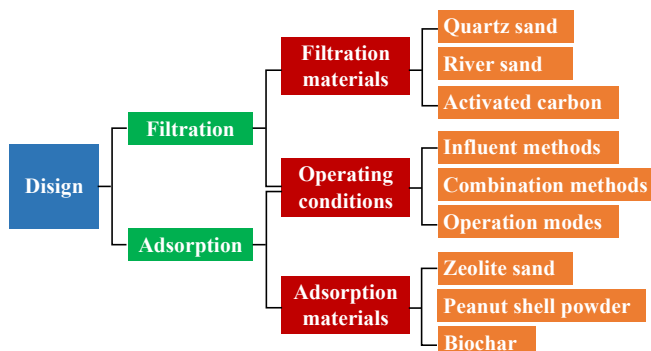 Disign
Filtration
Adsorption
Filtration
materials
Operating
conditions
Adsorption
materials
Quartz sand
River sand
Activated carbon
Influent methods
Combination methods
Operation modes
Zeolite sand
Peanut shell powder
Biochar